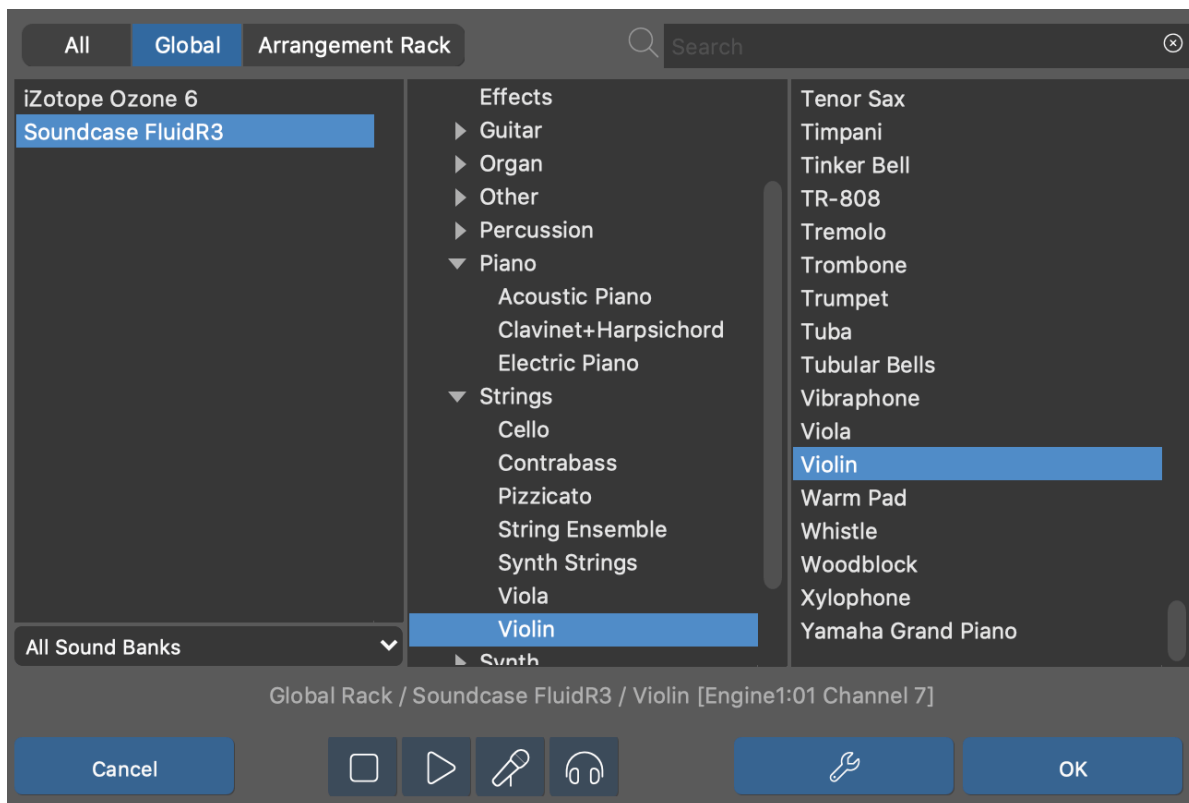 All Global Arrangement Rack Search
iZotope Ozone 6
Soundcase FluidR3
All Sound Banks
Effects
Guitar
Organ
Other
Percussion
Piano
Acoustic Piano
Clavinet+Harpsichord
Electric Piano
Strings
Cello
Contrabass
Pizzicato
String Ensemble
Synth Strings
Viola
Violin
Synth
Tenor Sax
Timpani
Tinker Bell
TR-808
Tremolo
Trombone
Trumpet
Tuba
Tubular Bells
Vibraphone
Viola
Violin
Warm Pad
Whistle
Woodblock
Xylophone
Yamaha Grand Piano
Global Rack / Soundcase FluidR3 / Violin [Engine1:01 Channel 7]
Cancel OK